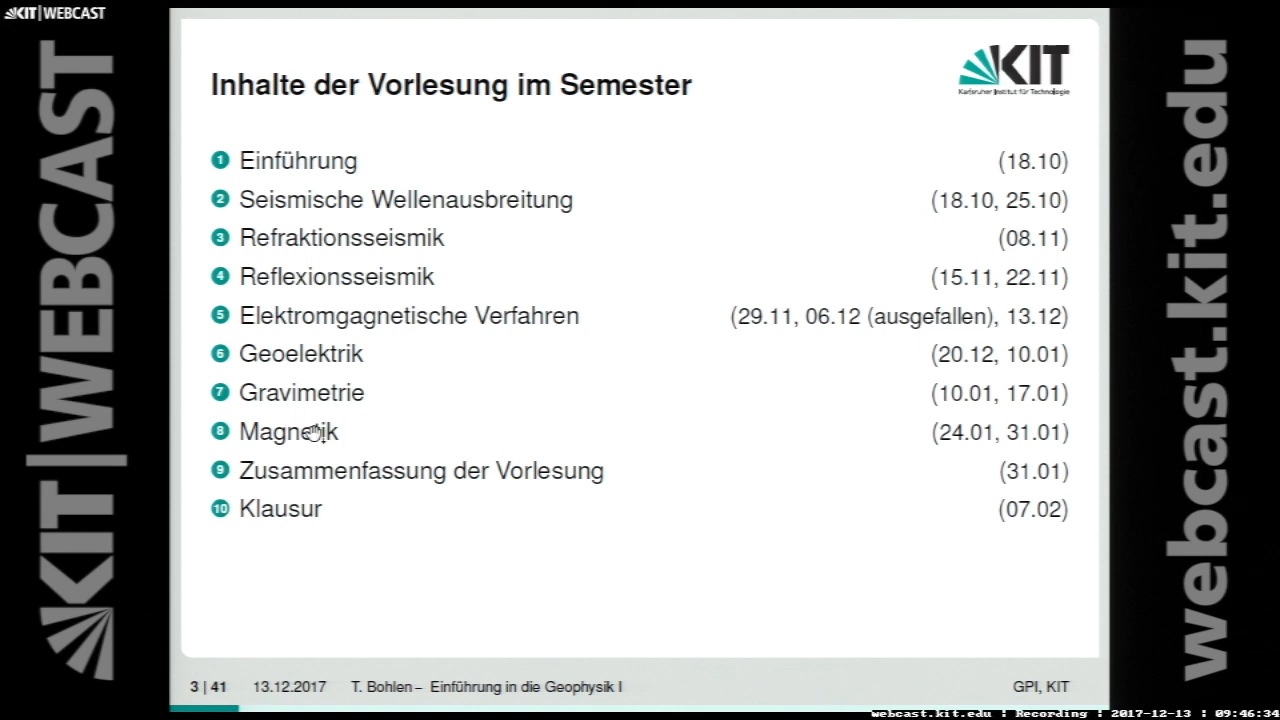 KIT|WEBCAST
KIT|WEBCAST
Inhalte der Vorlesung im Semester
KIT
Karlsruher Institut für Technologie
1 Einführung (18.10)
2 Seismische Wellenausbreitung (18.10, 25.10)
3 Refraktionsseismik (08.11)
4 Reflexionsseismik (15.11, 22.11)
5 Elektromgagnetische Verfahren (29.11, 06.12 (ausgefallen), 13.12)
6 Geoelektrik (20.12, 10.01)
7 Gravimetrie (10.01, 17.01)
8 Magnetik (24.01, 31.01)
9 Zusammenfassung der Vorlesung (31.01)
10 Klausur (07.02)
3 | 41 13.12.2017 T. Bohlen – Einführung in die Geophysik I GPI, KIT
webcast.kit.edu
webcast.kit.edu : Recording : 2017-12-13 : 09:46:34